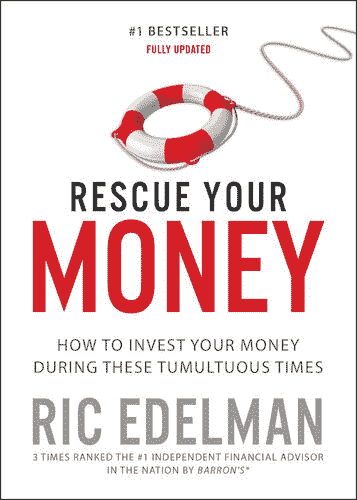 #1 BESTSELLER
FULLY UPDATED
RESCUE YOUR
MONEY
HOW TO INVEST YOUR MONEY
DURING THESE TUMULTUOUS TIMES
RIC EDELMAN
3 TIMES RANKED THE #1 INDEPENDENT FINANCIAL ADVISOR
IN THE NATION BY BARRON'S*